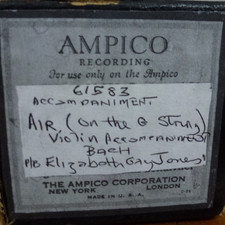 AMPICO
RECORDING
For use only on the Ampico
61583
ACCOMPANIMENT
AIR (on the G String)
Violin Accompaniment
BACH
P/B Elizabeth Gay Jones
THE AMPICO CORPORATION
NEW YORK LONDON
MADE IN U.S.A.